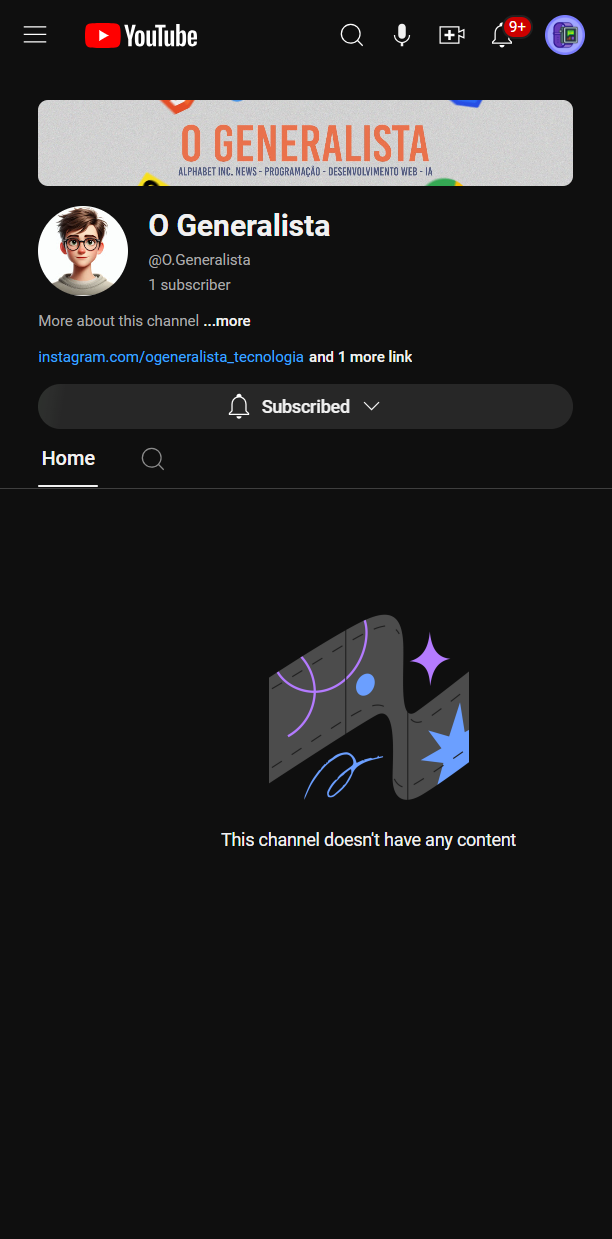 YouTube
9+
O GENERALISTA
ALPHABET INC. NEWS - PROGRAMAÇÃO - DESENVOLVIMENTO WEB - IA
O Generalista
@O.Generalista
1 subscriber
More about this channel ...more
instagram.com/ogeneralista_tecnologia and 1 more link
Subscribed
Home
This channel doesn't have any content